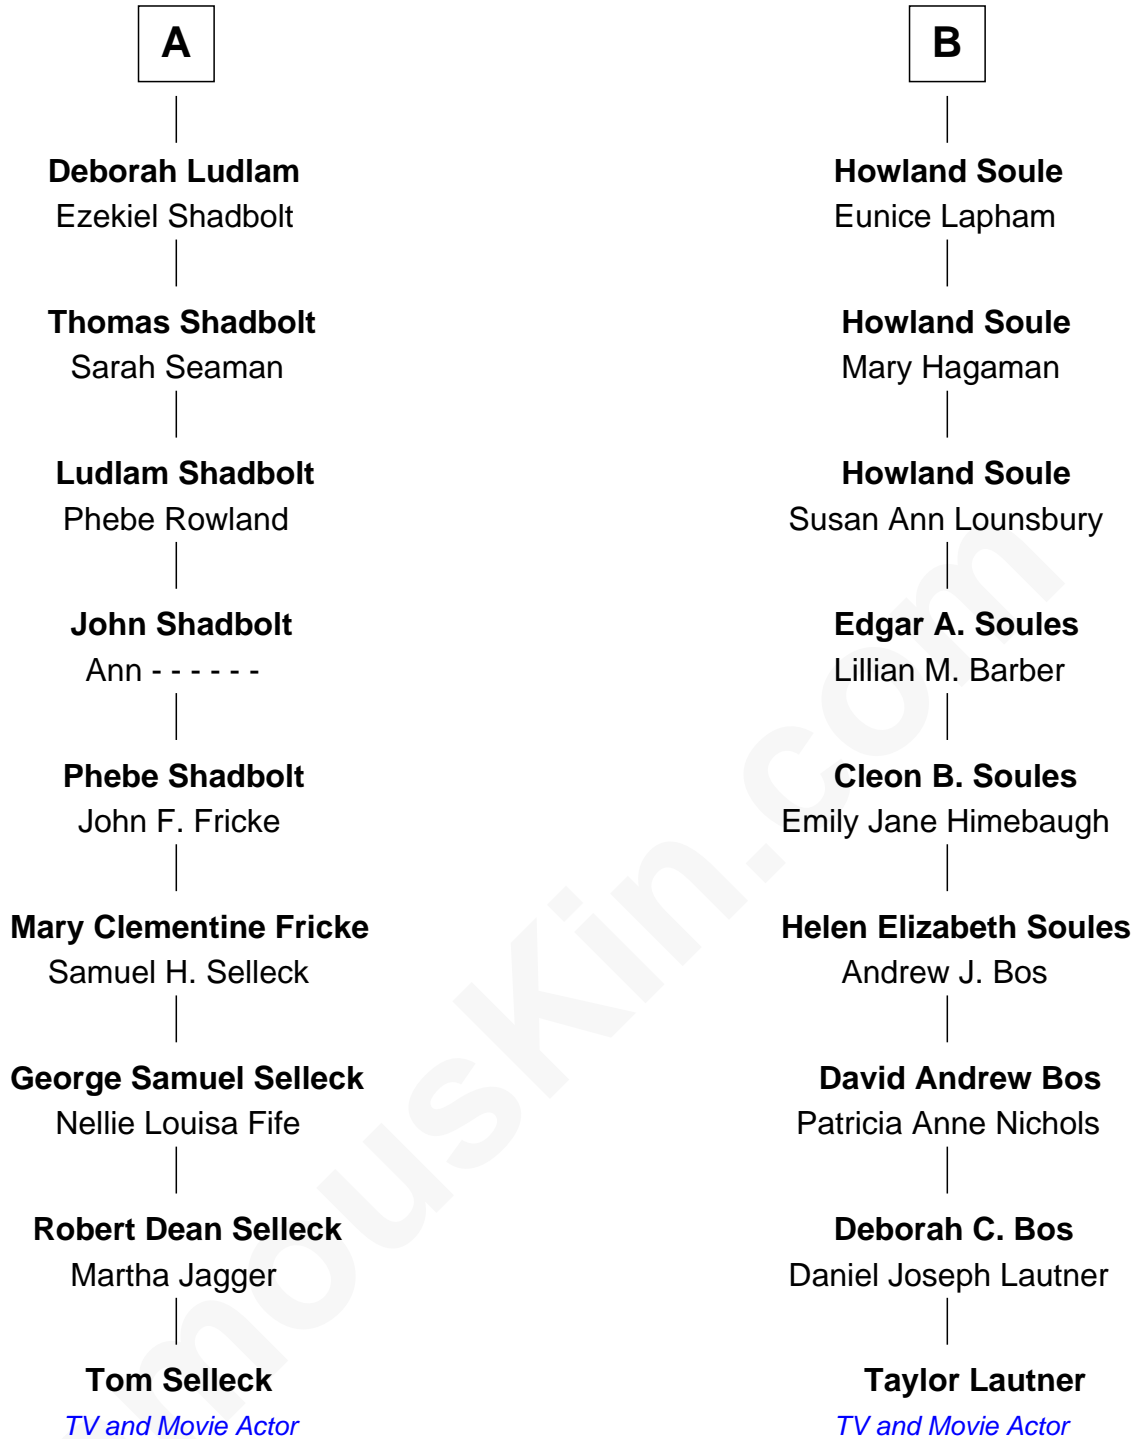 A
Deborah Ludlam
Ezekiel Shadbolt
Thomas Shadbolt
Sarah Seaman
Ludlam Shadbolt
Phebe Rowland
John Shadbolt
Ann - - - - - -
Phebe Shadbolt
John F. Fricke
Mary Clementine Fricke
Samuel H. Selleck
George Samuel Selleck
Nellie Louisa Fife
Robert Dean Selleck
Martha Jagger
Tom Selleck
TV and Movie Actor
B
Howland Soule
Eunice Lapham
Howland Soule
Mary Hagaman
Howland Soule
Susan Ann Lounsbury
Edgar A. Soules
Lillian M. Barber
Cleon B. Soules
Emily Jane Himebaugh
Helen Elizabeth Soules
Andrew J. Bos
David Andrew Bos
Patricia Anne Nichols
Deborah C. Bos
Daniel Joseph Lautner
Taylor Lautner
TV and Movie Actor
mousKin.com